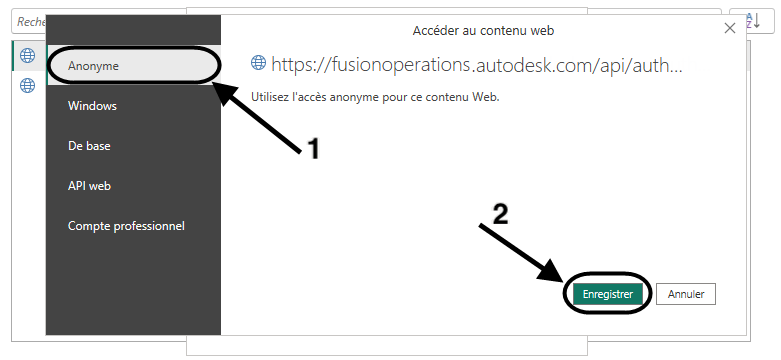 Reche
Accéder au contenu web
A
Z
Anonyme
https://fusionoperations.autodesk.com/api/auth...
Utilisez l'accès anonyme pour ce contenu Web.
Windows
1
De base
API web
2
Compte professionnel
Enregistrer
Annuler